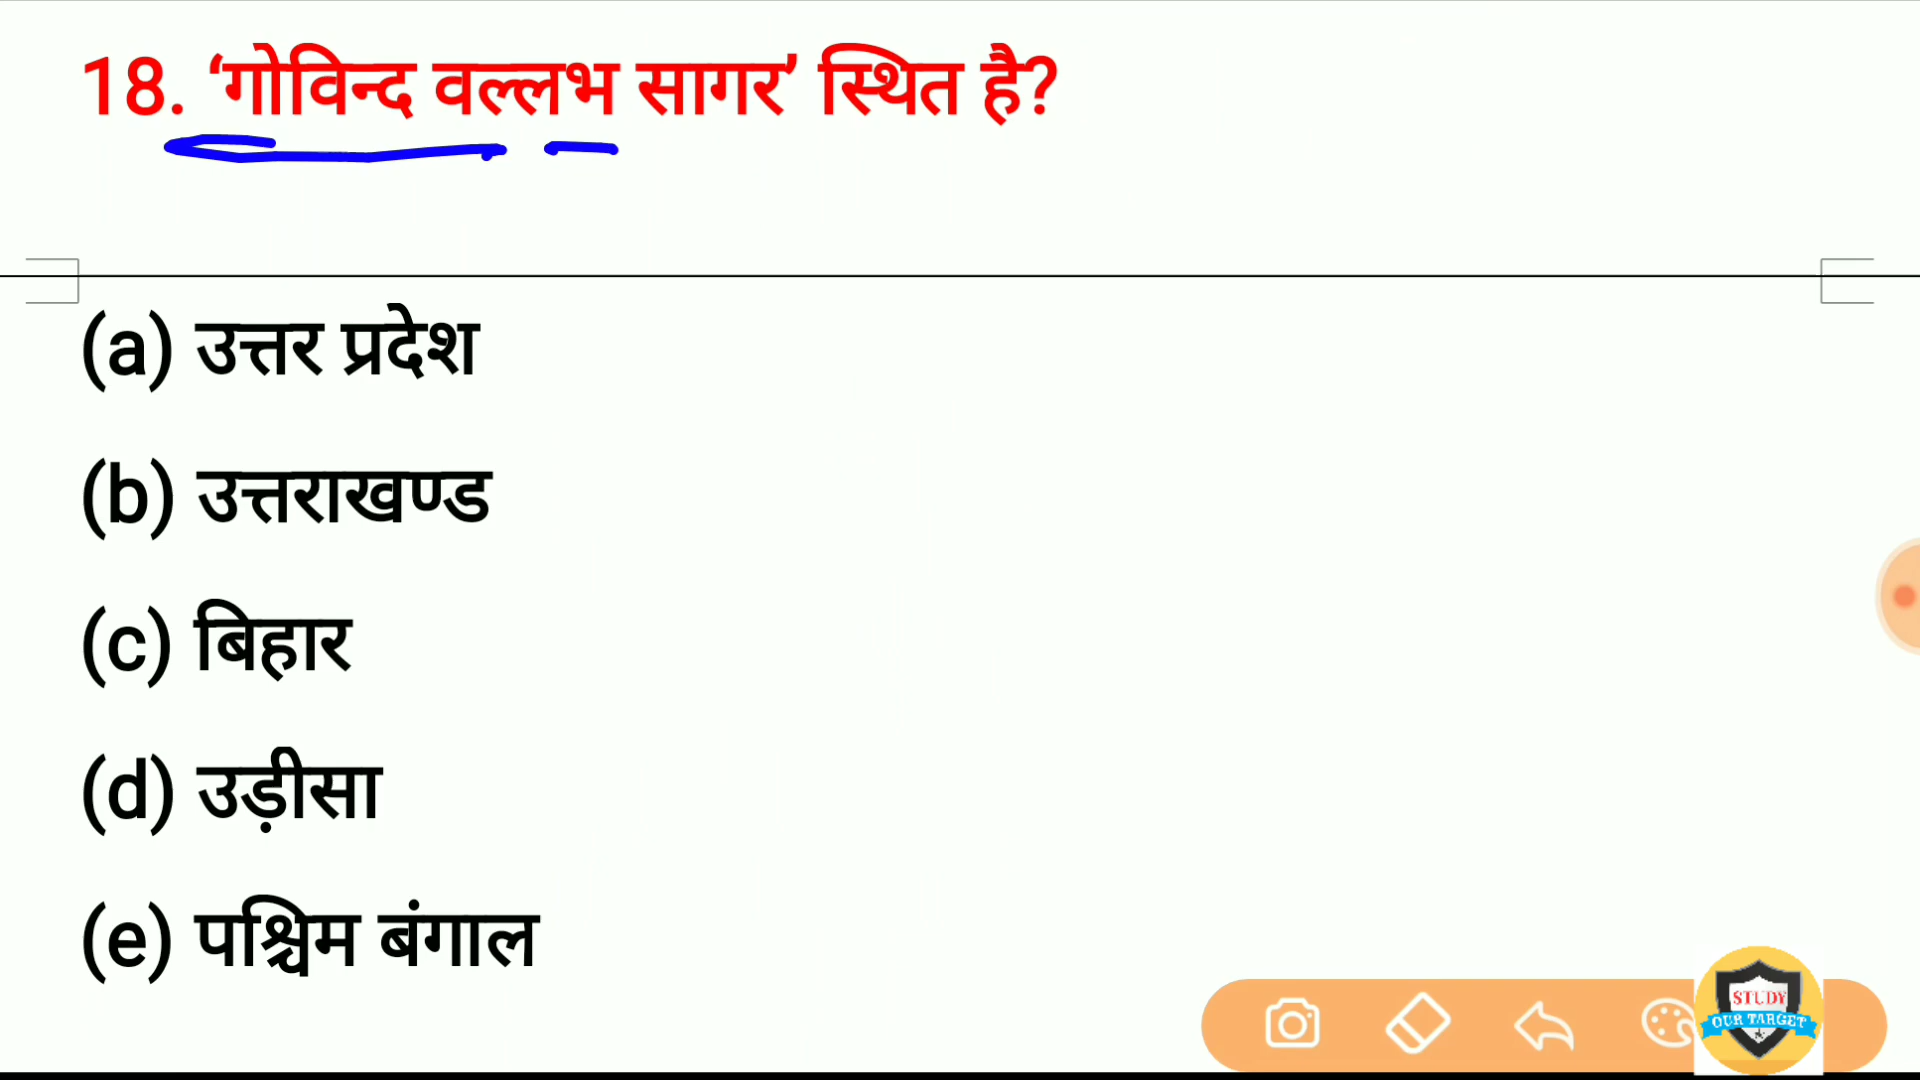 18. ‘गोविन्द वल्लभ सागर’ स्थित है?
(a) उत्तर प्रदेश
(b) उत्तराखण्ड
(c) बिहार
(d) उड़ीसा
(e) पश्चिम बंगाल
STUDY
OUR TARGET